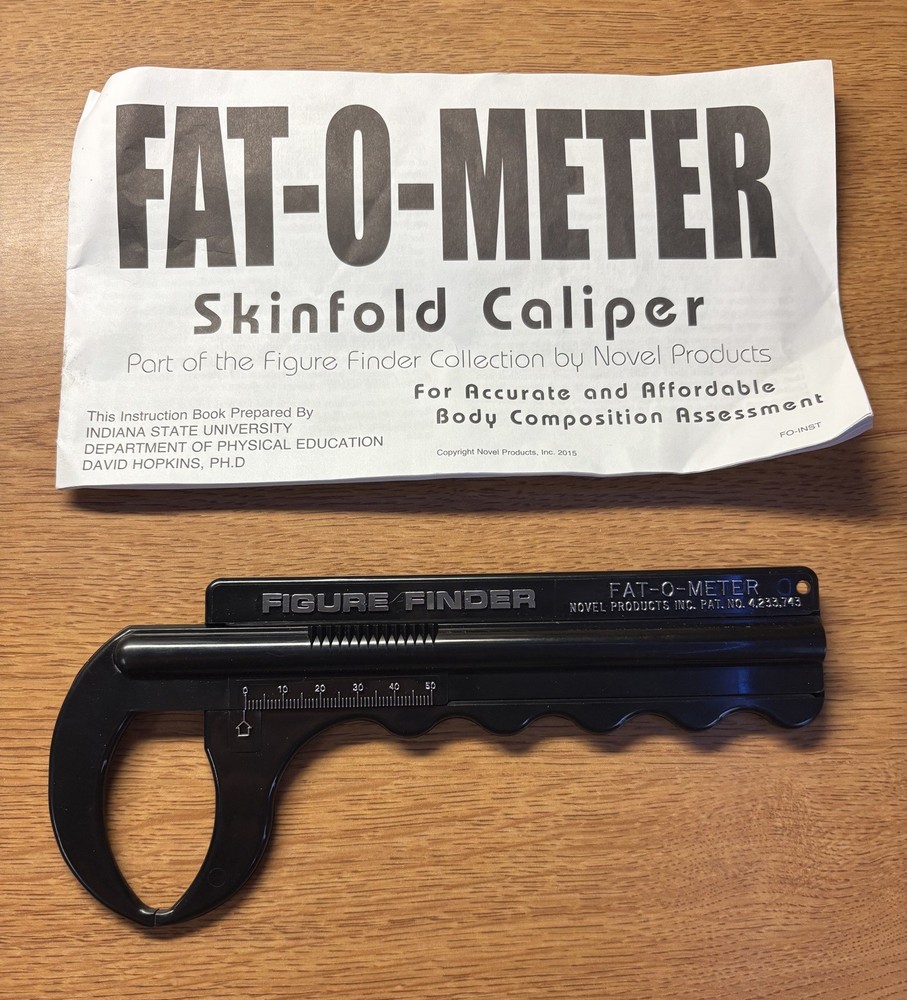 FAT-O-METER
Skinfold Caliper
Part of the Figure Finder Collection by Novel Products
For Accurate and Affordable
Body Composition Assessment
This Instruction Book Prepared By
INDIANA STATE UNIVERSITY
DEPARTMENT OF PHYSICAL EDUCATION
DAVID HOPKINS, PH.D
Copyright Novel Products, Inc. 2015
FO-INST
FIGURE FINDER
FAT-O-METER
NOVEL PRODUCTS INC. PAT. NO. 4,233,743
0 10 20 30 40 50